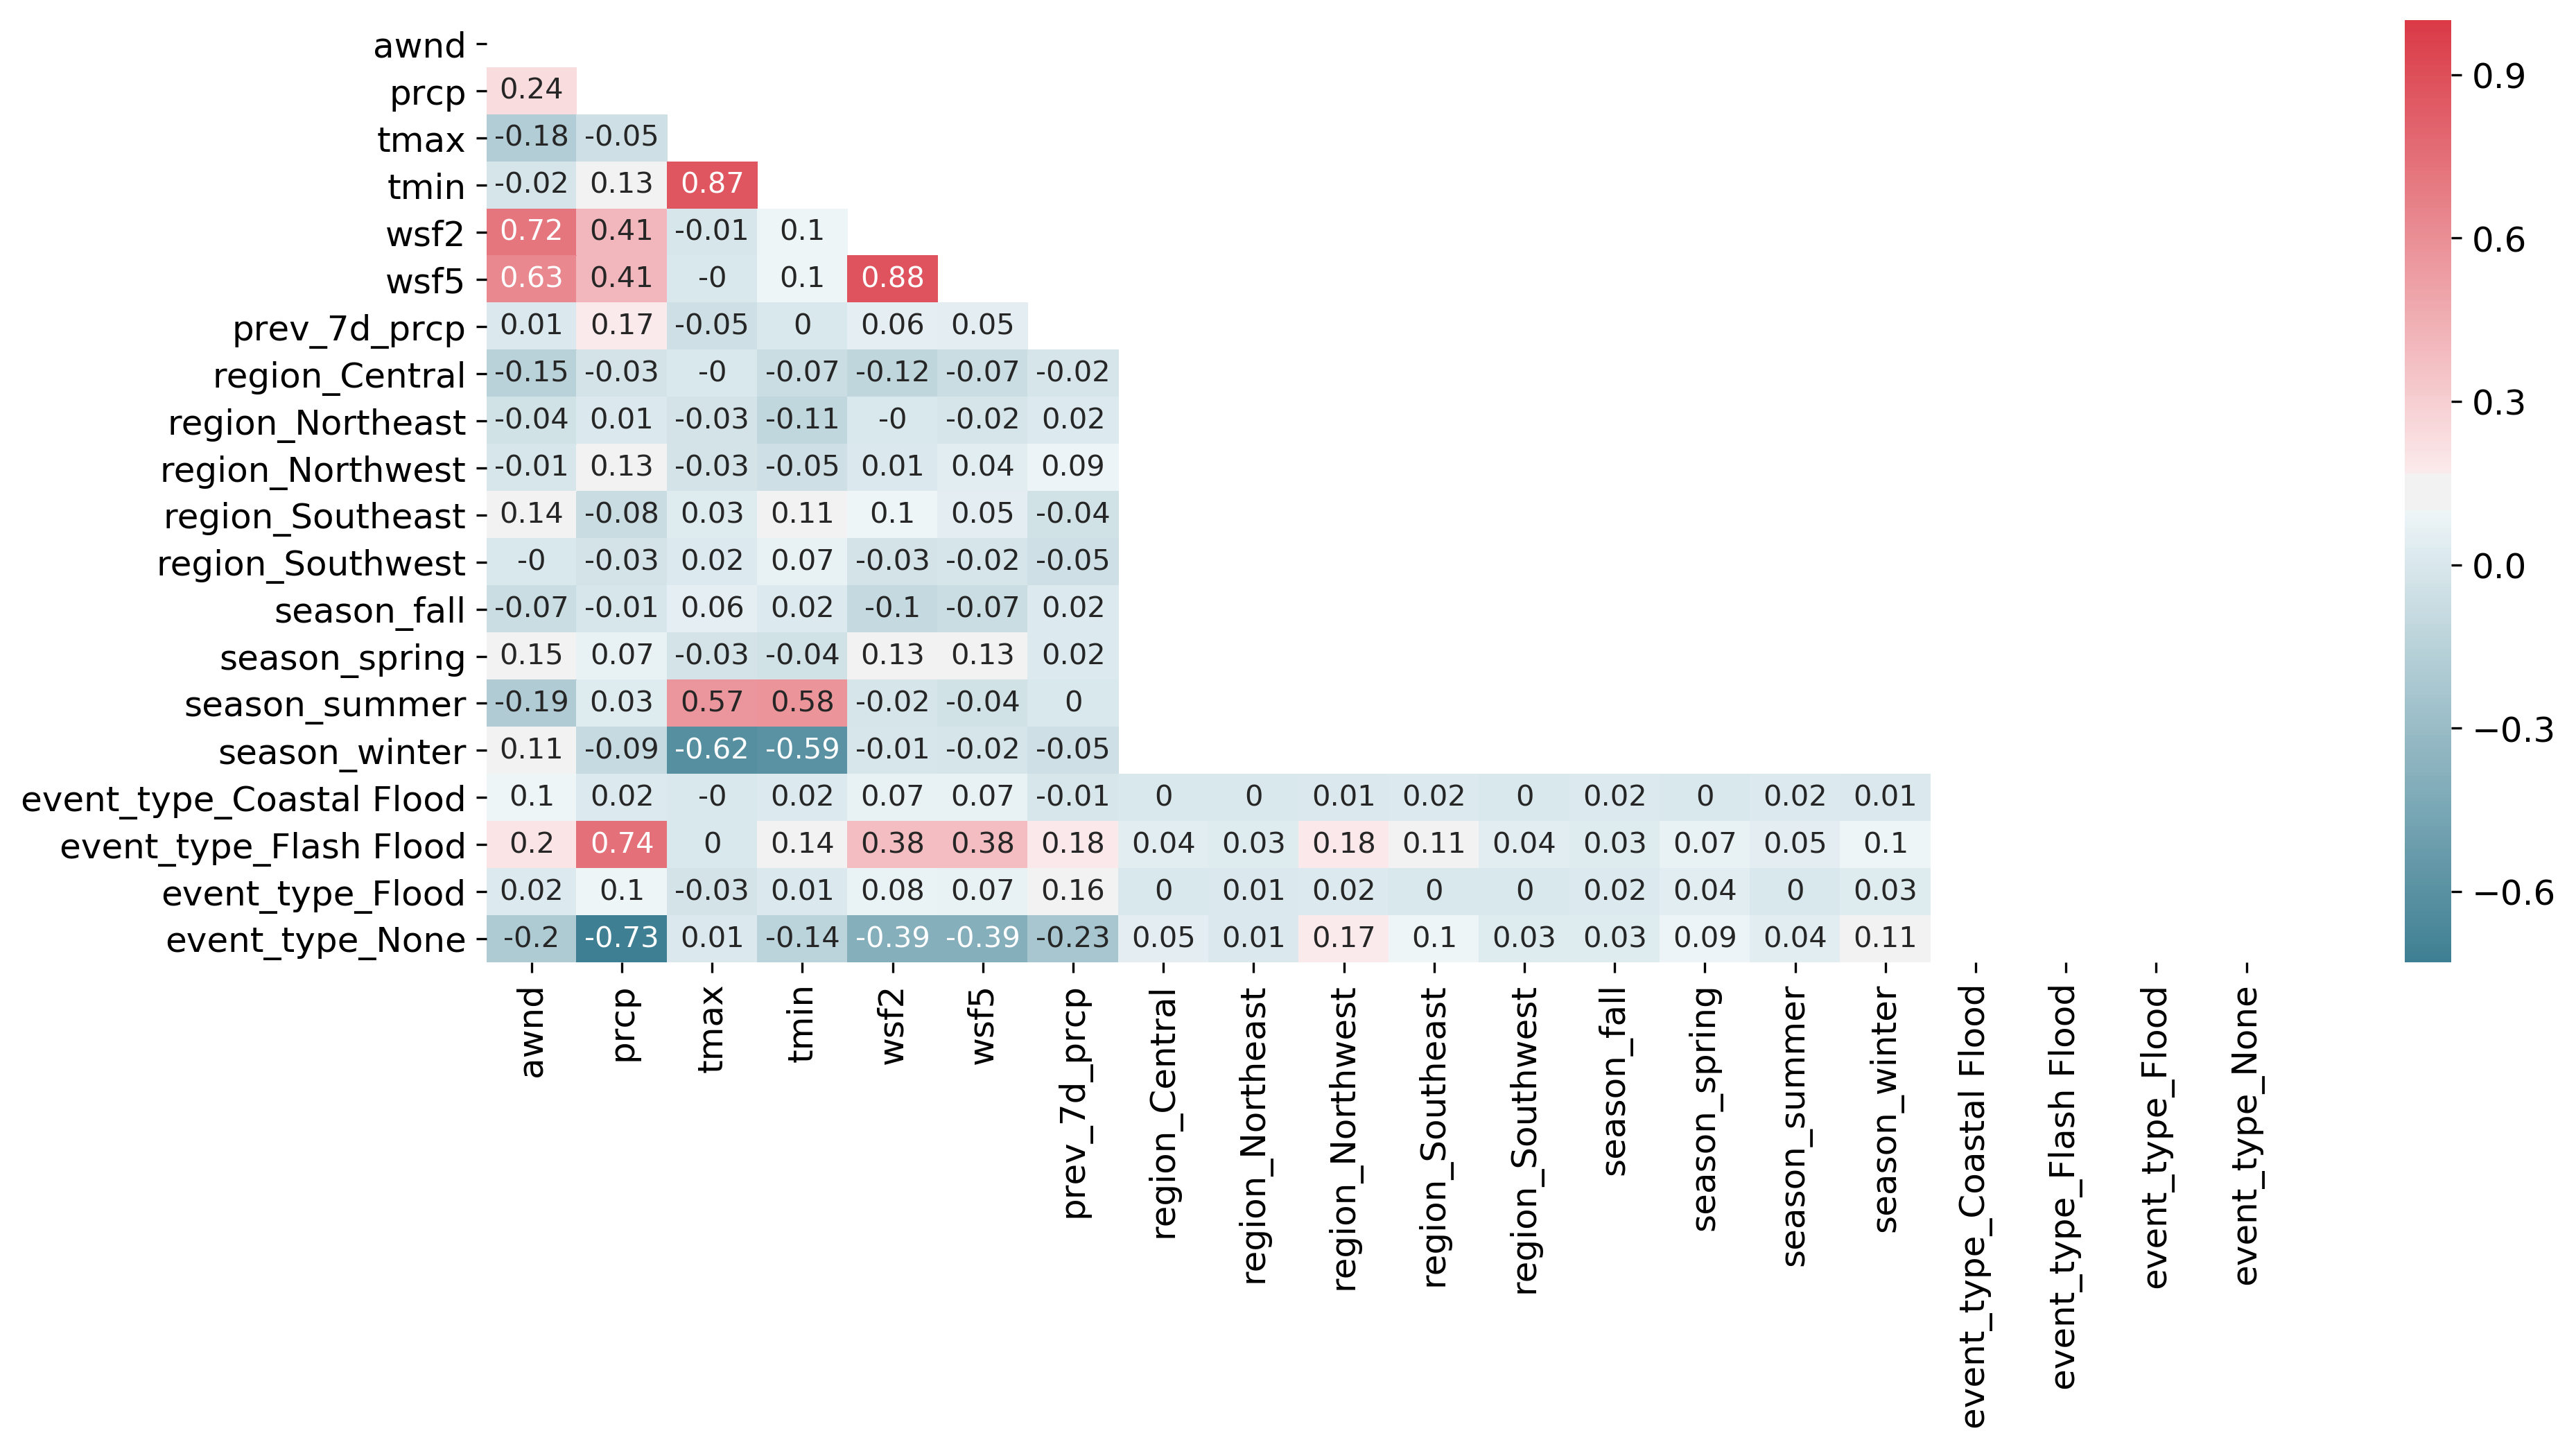 awnd
prcp 0.24
tmax -0.18 -0.05
tmin -0.02 0.13 0.87
wsf2 0.72 0.41 -0.01 0.1
wsf5 0.63 0.41 -0 0.1 0.88
prev_7d_prcp 0.01 0.17 -0.05 0 0.06 0.05
region_Central -0.15 -0.03 -0 -0.07 -0.12 -0.07 -0.02
region_Northeast -0.04 0.01 -0.03 -0.11 -0 -0.02 0.02
region_Northwest -0.01 0.13 -0.03 -0.05 0.01 0.04 0.09
region_Southeast 0.14 -0.08 0.03 0.11 0.1 0.05 -0.04
region_Southwest -0 -0.03 0.02 0.07 -0.03 -0.02 -0.05
season_fall -0.07 -0.01 0.06 0.02 -0.1 -0.07 0.02
season_spring 0.15 0.07 -0.03 -0.04 0.13 0.13 0.02
season_summer -0.19 0.03 0.57 0.58 -0.02 -0.04 0
season_winter 0.11 -0.09 -0.62 -0.59 -0.01 -0.02 -0.05
event_type_Coastal Flood 0.1 0.02 -0 0.02 0.07 0.07 -0.01 0 0 0.01 0.02 0 0.02 0 0.02 0.01
event_type_Flash Flood 0.2 0.74 0 0.14 0.38 0.38 0.18 0.04 0.03 0.18 0.11 0.04 0.03 0.07 0.05 0.1
event_type_Flood 0.02 0.1 -0.03 0.01 0.08 0.07 0.16 0 0.01 0.02 0 0 0.02 0.04 0 0.03
event_type_None -0.2 -0.73 0.01 -0.14 -0.39 -0.39 -0.23 0.05 0.01 0.17 0.1 0.03 0.03 0.09 0.04 0.11
awnd
prcp
tmax
tmin
wsf2
wsf5
prev_7d_prcp
region_Central
region_Northeast
region_Northwest
region_Southeast
region_Southwest
season_fall
season_spring
season_summer
season_winter
event_type_Coastal Flood
event_type_Flash Flood
event_type_Flood
event_type_None
0.9
0.6
0.3
0.0
−0.3
−0.6